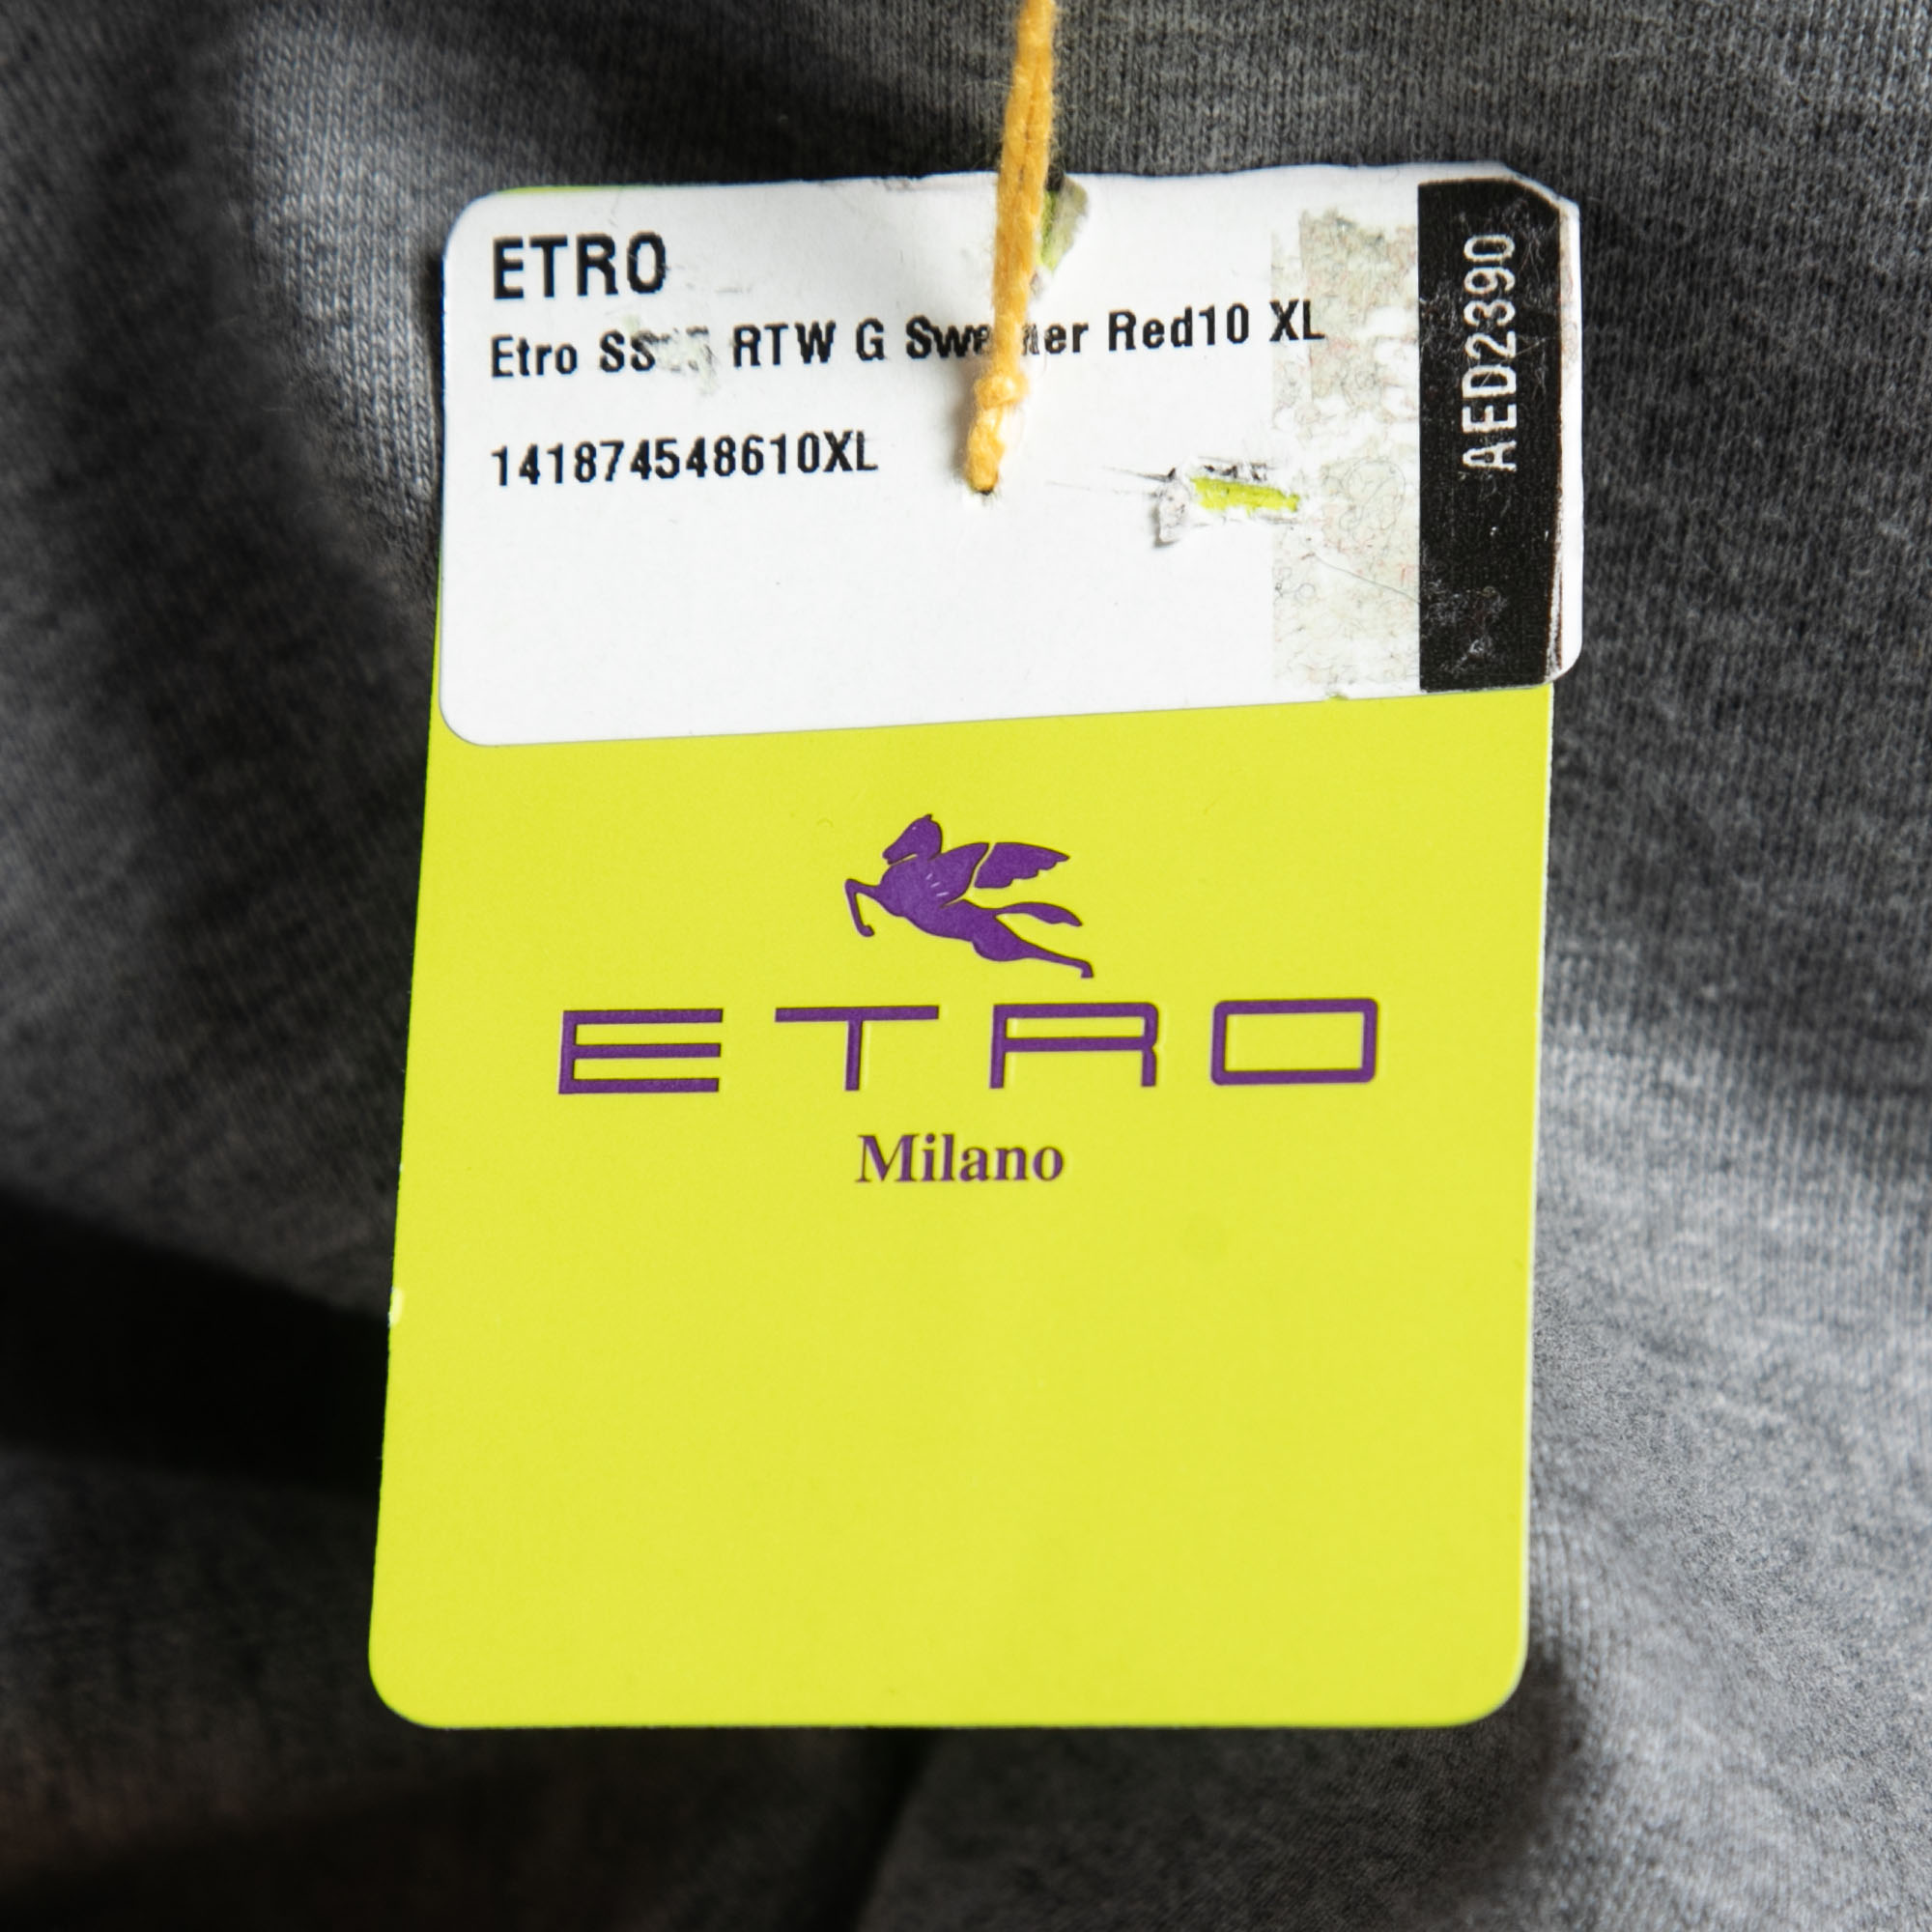 ETRO
Etro RTW G Red10 XL
141874548610XL
AED2390
ETRO
Milano